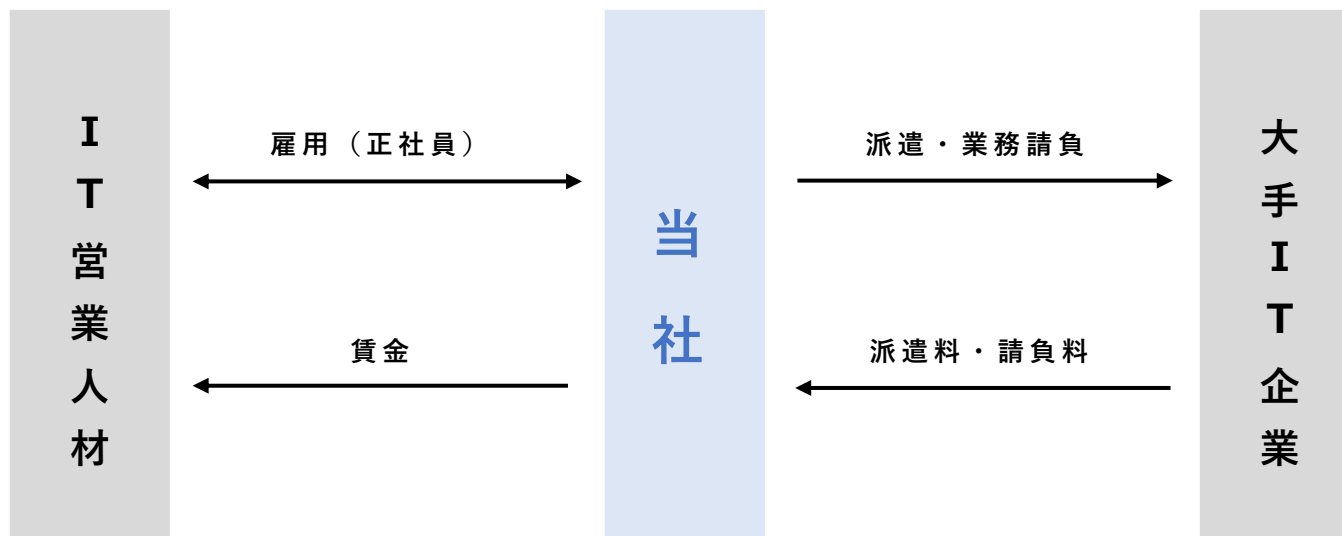 IT営業人材
雇用（正社員）
賃金
当社
派遣・業務請負
派遣料・請負料
大手IT企業